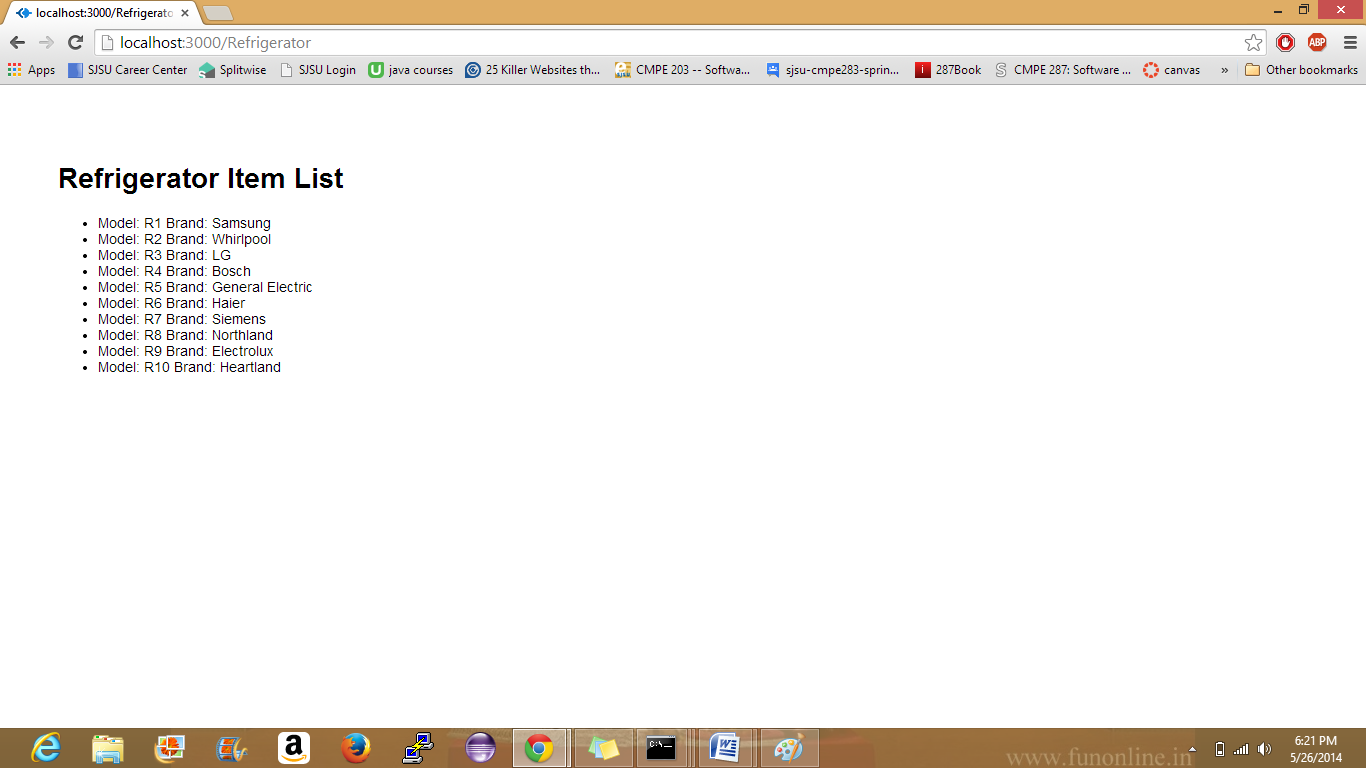 localhost:3000/Refrigerato
localhost:3000/Refrigerator
ABP
Apps
SJSU Career Center
Splitwise
SJSU Login
java courses
25 Killer Websites th...
CMPE 203 -- Softwa...
sjsu-cmpe283-sprin...
287Book
CMPE 287: Software ...
canvas
»
Other bookmarks
Refrigerator Item List
• Model: R1 Brand: Samsung
• Model: R2 Brand: Whirlpool
• Model: R3 Brand: LG
• Model: R4 Brand: Bosch
• Model: R5 Brand: General Electric
• Model: R6 Brand: Haier
• Model: R7 Brand: Siemens
• Model: R8 Brand: Northland
• Model: R9 Brand: Electrolux
• Model: R10 Brand: Heartland
www.funonline.in
6:21 PM
5/26/2014